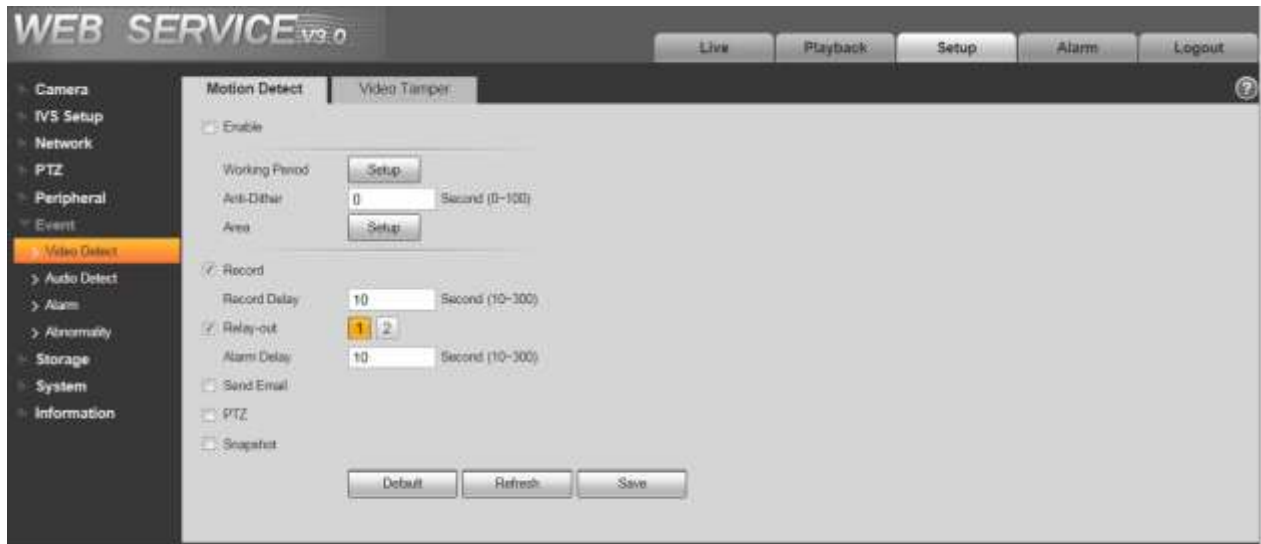 WEB SERVICE V3.0
Live Playback Setup Alarm Logout
Camera
IVS Setup
Network
PTZ
Peripheral
Event
Video Detect
Audio Detect
Alarm
Abnormality
Storage
System
Information
Motion Detect Video Tamper
Enable
Working Period Setup
Anti-Dither 0 Second (0~100)
Area Setup
Record
Record Delay 10 Second (10~300)
Relay-out 1 2
Alarm Delay 10 Second (10~300)
Send Email
PTZ
Snapshot
Default Refresh Save
?